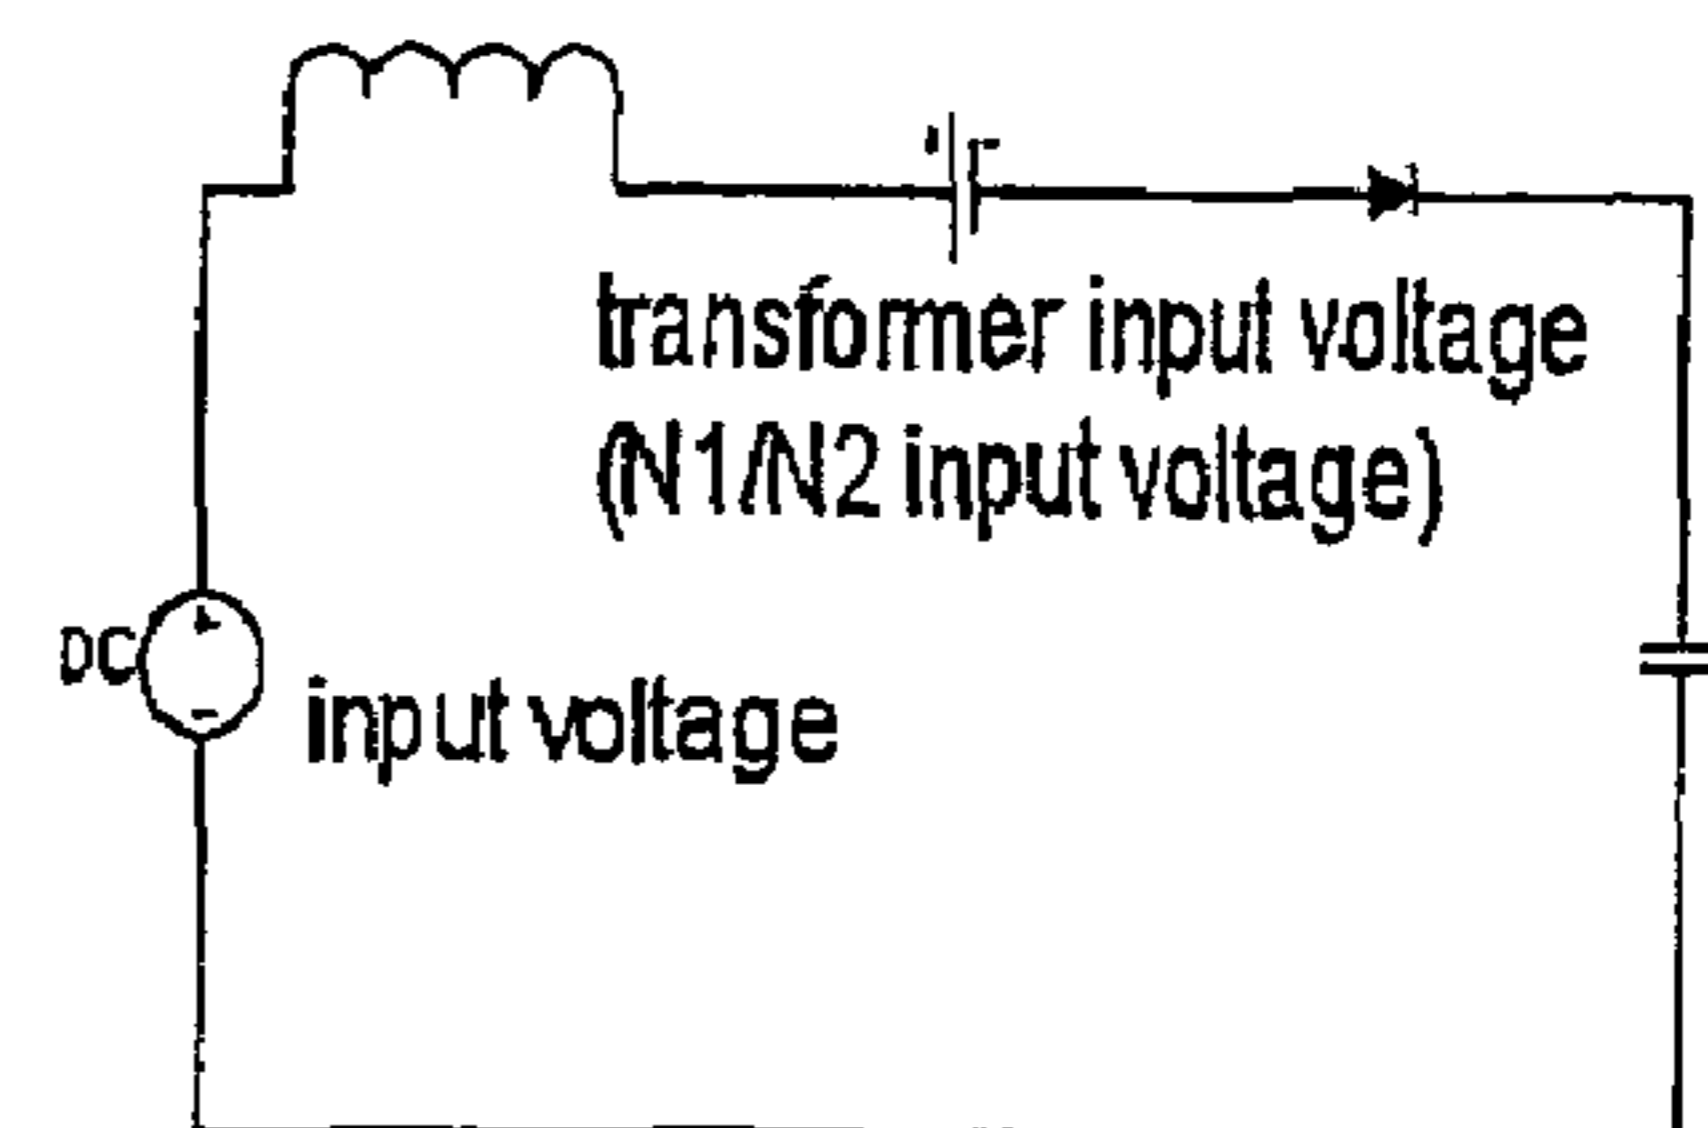 transformer input voltage
(N1/N2 input voltage)
DC
input voltage